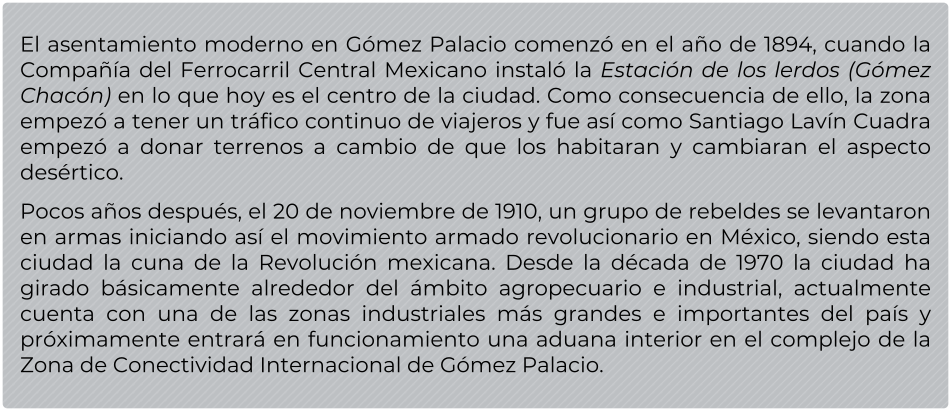 El asentamiento moderno en Gómez Palacio comenzó en el año de 1894, cuando la
Compañía del Ferrocarril Central Mexicano instaló la Estación de los lerdos (Gómez
Chacón) en lo que hoy es el centro de la ciudad. Como consecuencia de ello, la zona
empezó a tener un tráfico continuo de viajeros y fue así como Santiago Lavín Cuadra
empezó a donar terrenos a cambio de que los habitaran y cambiaran el aspecto
desértico.
Pocos años después, el 20 de noviembre de 1910, un grupo de rebeldes se levantaron
en armas iniciando así el movimiento armado revolucionario en México, siendo esta
ciudad la cuna de la Revolución mexicana. Desde la década de 1970 la ciudad ha
girado básicamente alrededor del ámbito agropecuario e industrial, actualmente
cuenta con una de las zonas industriales más grandes e importantes del país y
próximamente entrará en funcionamiento una aduana interior en el complejo de la
Zona de Conectividad Internacional de Gómez Palacio.